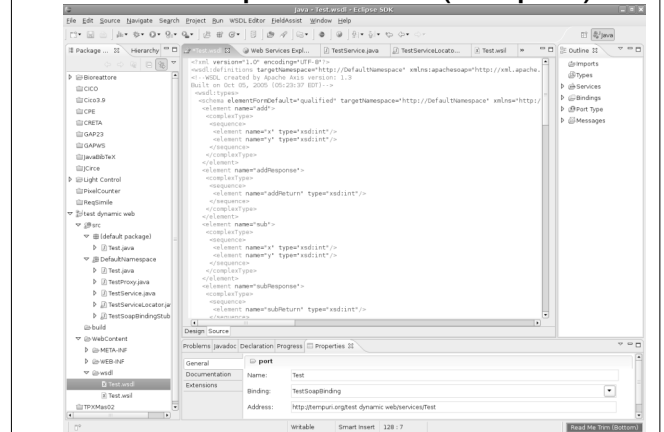 Java - Test.wsdl - Eclipse SDK
File Edit Source Navigate Search Project Run WSDL Editor FieldAssist Window Help
Java
Package ... Hierarchy
Bioreattore
CICO
Cico3.9
CPE
CRETA
GAP23
GAPWS
JavaBibTeX
JCirce
Light Control
PixelCounter
ReqSimile
test dynamic web
src
(default package)
Test.java
DefaultNamespace
Test.java
TestProxy.java
TestService.java
TestServiceLocator.ja
TestSoapBindingStub
build
WebContent
META-INF
WEB-INF
wsdl
Test.wsdl
Test.wsil
TPXMas02
*Test.wsdl Web Services Expl... TestService.java TestServiceLocato... Test.wsil
<?xml version="1.0" encoding="UTF-8"?>
<wsdl:definitions targetNamespace="http://DefaultNamespace" xmlns:apachesoap="http://xml.apache.
<!--WSDL created by Apache Axis version: 1.3
Built on Oct 05, 2005 (05:23:37 EDT)-->
<wsdl:types>
<schema elementFormDefault="qualified" targetNamespace="http://DefaultNamespace" xmlns="http:/
<element name="add">
<complexType>
<sequence>
<element name="x" type="xsd:int"/>
<element name="y" type="xsd:int"/>
</sequence>
</complexType>
</element>
<element name="addResponse">
<complexType>
<sequence>
<element name="addReturn" type="xsd:int"/>
</sequence>
</complexType>
</element>
<element name="sub">
<complexType>
<sequence>
<element name="x" type="xsd:int"/>
<element name="y" type="xsd:int"/>
</sequence>
</complexType>
</element>
<element name="subResponse">
<complexType>
<sequence>
<element name="subReturn" type="xsd:int"/>
</sequence>
Design Source
Outline
Imports
Types
Services
Bindings
Port Type
Messages
Problems Javadoc Declaration Progress Properties
General
Documentation
Extensions
port
Name: Test
Binding: TestSoapBinding
Address: http://tempuri.org/test dynamic web/services/Test
Writable Smart Insert 128 : 7 Read Me Trim (Bottom)